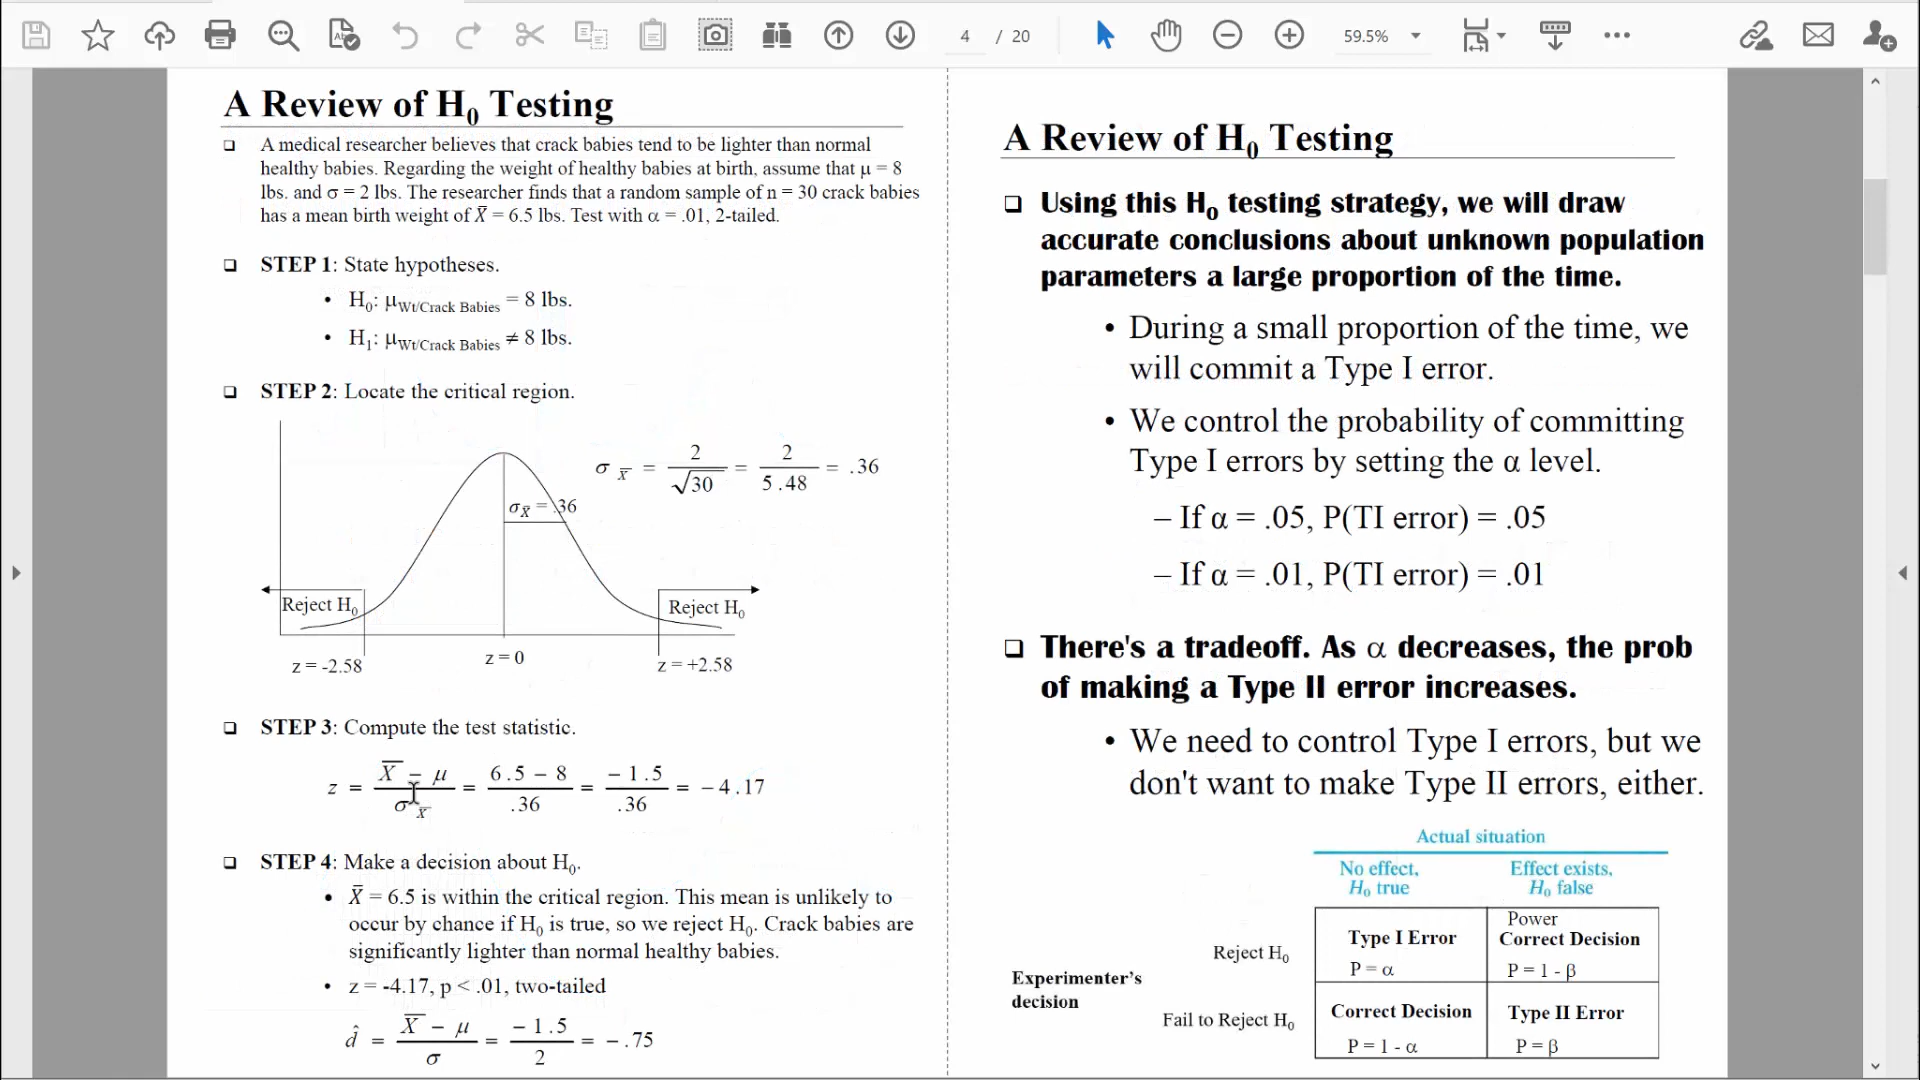 4 / 20
59.5%
A Review of H₀ Testing
❑ A medical researcher believes that crack babies tend to be lighter than normal
healthy babies. Regarding the weight of healthy babies at birth, assume that μ = 8
lbs. and σ = 2 lbs. The researcher finds that a random sample of n = 30 crack babies
has a mean birth weight of X̅ = 6.5 lbs. Test with α = .01, 2-tailed.
❑ STEP 1: State hypotheses.
• H₀: μWt/Crack Babies = 8 lbs.
• H₁: μWt/Crack Babies ≠ 8 lbs.
❑ STEP 2: Locate the critical region.
σ X̅ = 2 / √30 = 2 / 5.48 = .36
σX̅ = .36
Reject H₀
Reject H₀
z = -2.58
z = 0
z = +2.58
❑ STEP 3: Compute the test statistic.
z = X̅ − μ / σ X̅ = 6.5 − 8 / .36 = − 1.5 / .36 = − 4.17
❑ STEP 4: Make a decision about H₀.
• X̅ = 6.5 is within the critical region. This mean is unlikely to
occur by chance if H₀ is true, so we reject H₀. Crack babies are
significantly lighter than normal healthy babies.
• z = -4.17, p < .01, two-tailed
d̂ = X̅ − μ / σ = − 1.5 / 2 = − .75
A Review of H₀ Testing
❑ Using this H₀ testing strategy, we will draw
accurate conclusions about unknown population
parameters a large proportion of the time.
• During a small proportion of the time, we
will commit a Type I error.
• We control the probability of committing
Type I errors by setting the α level.
– If α = .05, P(TI error) = .05
– If α = .01, P(TI error) = .01
❑ There's a tradeoff. As α decreases, the prob
of making a Type II error increases.
• We need to control Type I errors, but we
don't want to make Type II errors, either.
Actual situation
No effect,
H₀ true
Effect exists,
H₀ false
Experimenter's
decision
Reject H₀
Type I Error
P = α
Power
Correct Decision
P = 1 - β
Fail to Reject H₀
Correct Decision
P = 1 - α
Type II Error
P = β